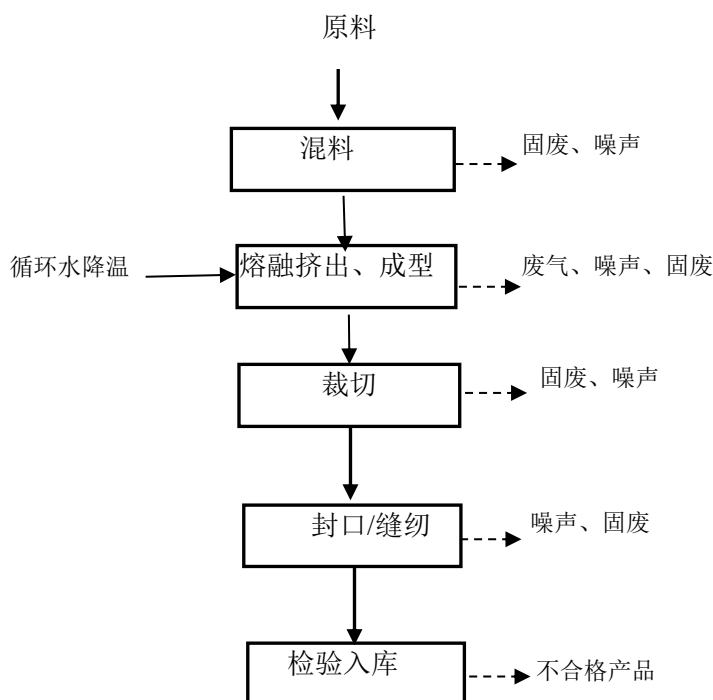 原料
混料
固废、噪声
循环水降温
熔融挤出、成型
废气、噪声、固废
裁切
固废、噪声
封口/缝纫
噪声、固废
检验入库
不合格产品